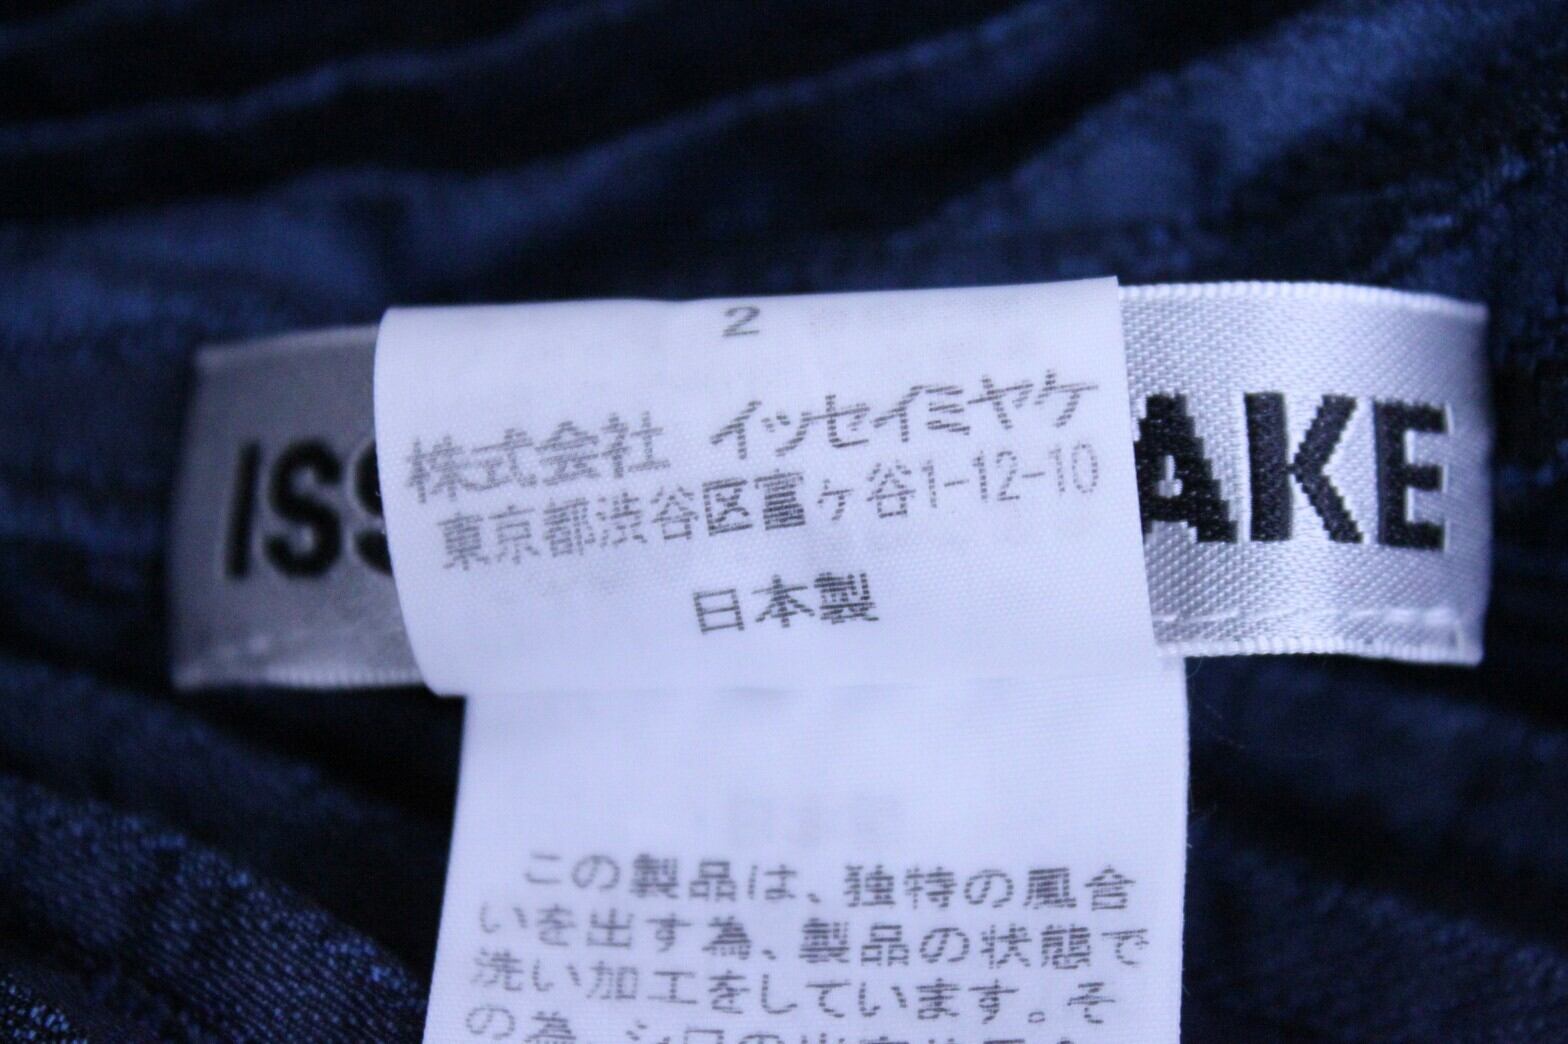 2
株式会社 イッセイミヤケ
東京都渋谷区富ヶ谷1-12-10
日本製
ISS AKE
この製品は、独特の風合
いを出す為、製品の状態で
洗い加工をしています。そ
の為、シ